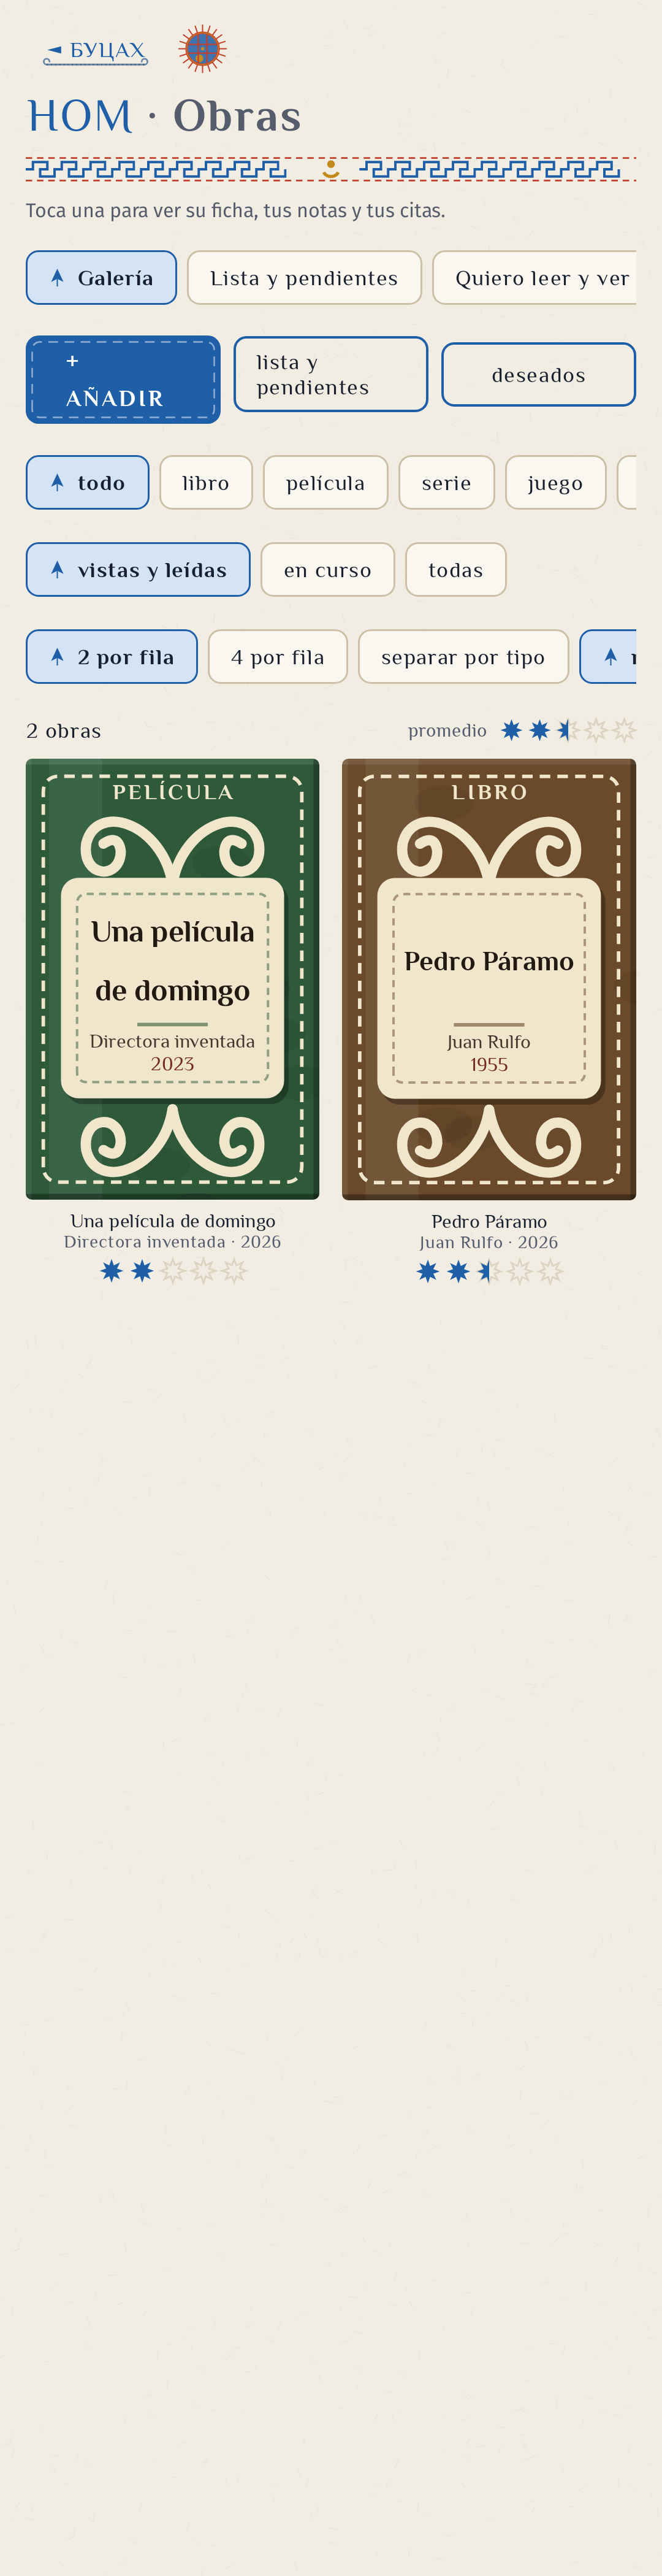 БУЦАХ
НОМ · Obras
Toca una para ver su ficha, tus notas y tus citas.
Galería
Lista y pendientes
Quiero leer y ver
+
AÑADIR
lista y
pendientes
deseados
todo
libro
película
serie
juego
vistas y leídas
en curso
todas
2 por fila
4 por fila
separar por tipo
2 obras
promedio
PELÍCULA
Una película
de domingo
Directora inventada
2023
Una película de domingo
Directora inventada · 2026
LIBRO
Pedro Páramo
Juan Rulfo
1955
Pedro Páramo
Juan Rulfo · 2026